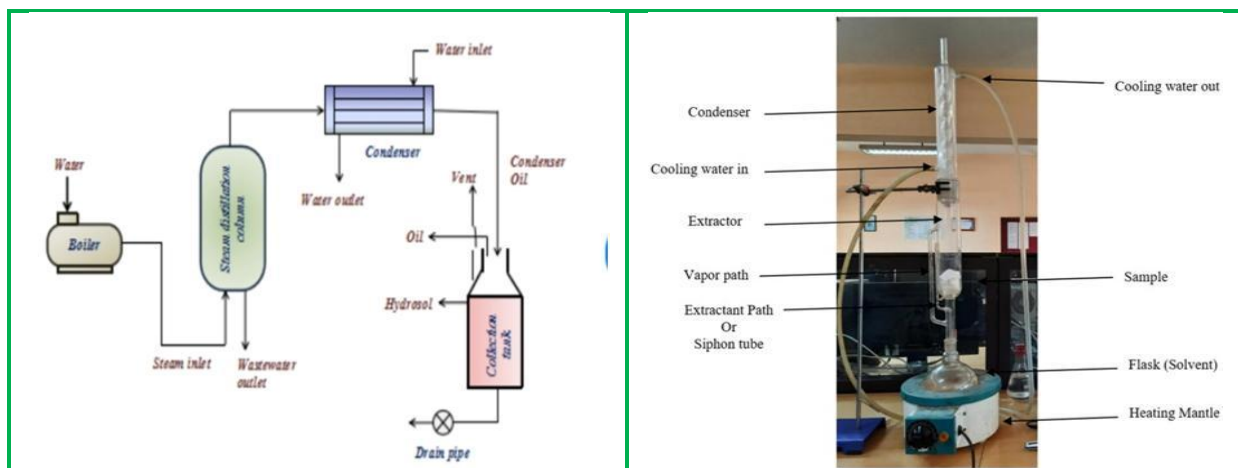 Water inlet
Condenser
Water outlet
Condenser
Oil
Vent
Water
Boiler
Steam distillation
column
Oil
Hydrosol
Collection
tank
Steam inlet
Wastewater
outlet
Drain pipe
Cooling water out
Condenser
Cooling water in
Extractor
Vapor path
Sample
Extractant Path
Or
Siphon tube
Flask (Solvent)
Heating Mantle